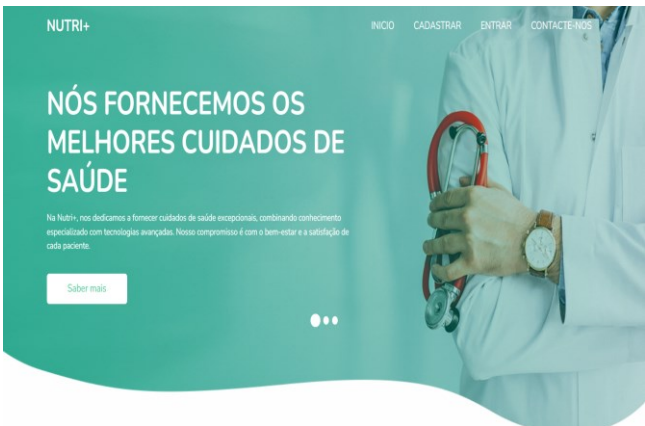 NUTRI+
INICIO CADASTRAR ENTRAR CONTACTE-NOS
NÓS FORNECEMOS OS
MELHORES CUIDADOS DE
SAÚDE
Na Nutri+, nos dedicamos a fornecer cuidados de saúde excepcionais, combinando conhecimento
especializado com tecnologias avançadas. Nosso compromisso é com o bem-estar e a satisfação de
cada paciente.
Saber mais